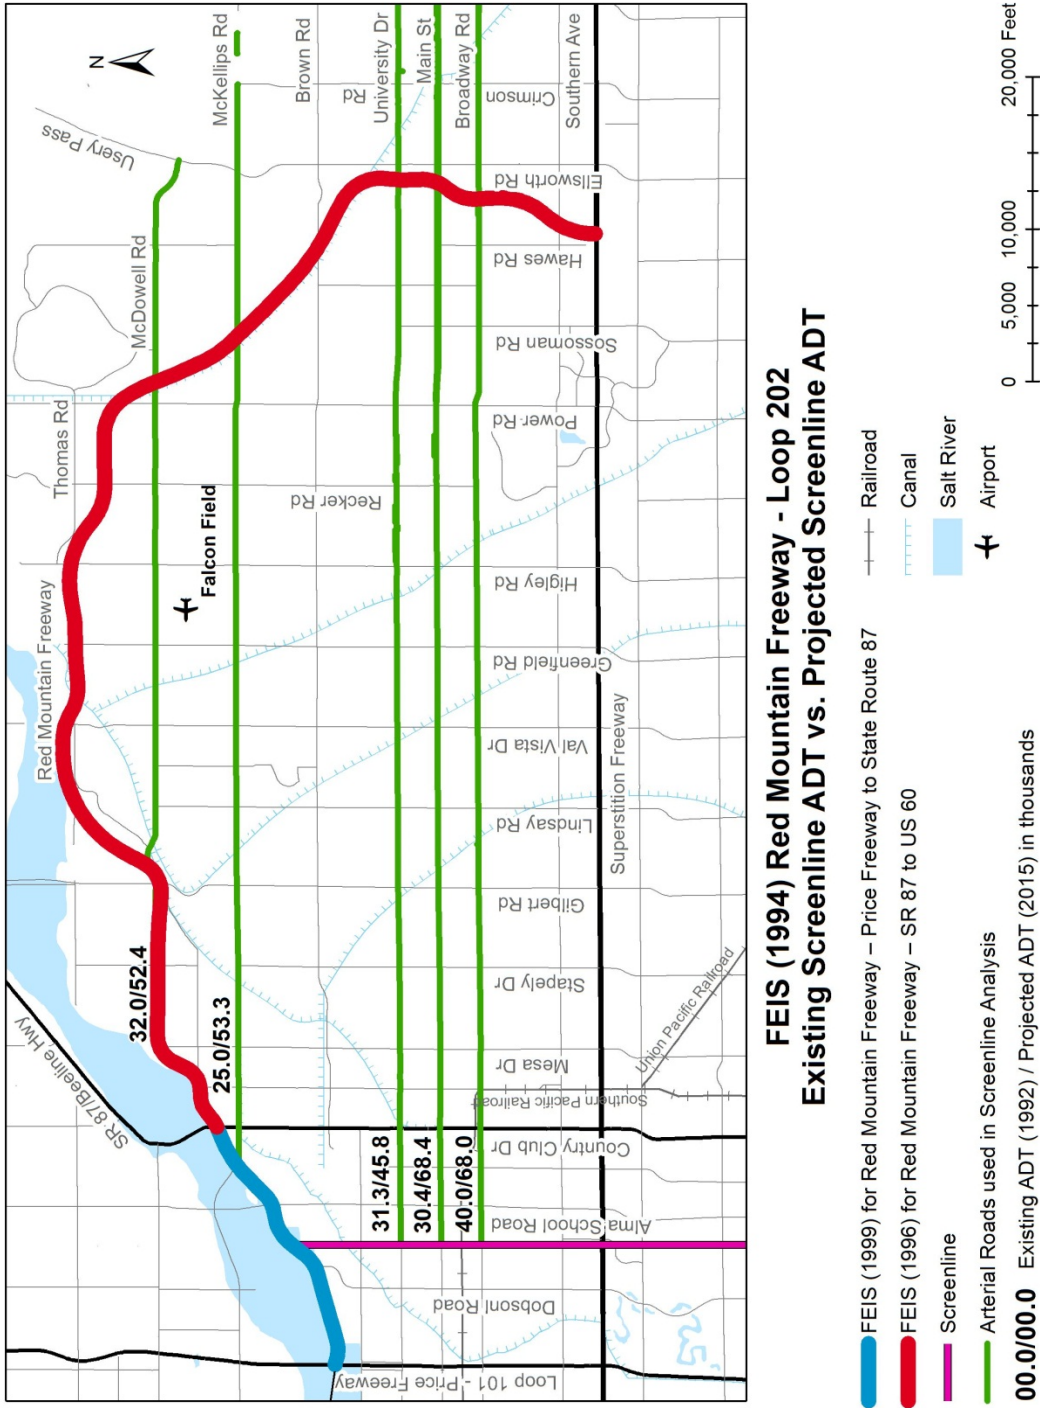 N
Usery Pass
McKellips Rd
Brown Rd
Rd
University Dr
Main St
Broadway Rd
Crimson
Southern Ave
McDowell Rd
Ellsworth Rd
Hawes Rd
Thomas Rd
Sossoman Rd
Power Rd
Recker Rd
Falcon Field
Higley Rd
Red Mountain Freeway
Greenfield Rd
Val Vista Dr
Lindsay Rd
Superstition Freeway
Gilbert Rd
32.0/52.4
25.0/53.3
Stapely Dr
Union Pacific Railroad
SR 87/Beeline Hwy
Mesa Dr
Southern Pacific Railroad
Country Club Dr
31.3/45.8
30.4/68.4
40.0/68.0
Alma School Road
Dobson Road
Loop 101 - Price Freeway
FEIS (1994) Red Mountain Freeway - Loop 202
Existing Screenline ADT vs. Projected Screenline ADT
FEIS (1999) for Red Mountain Freeway – Price Freeway to State Route 87
FEIS (1996) for Red Mountain Freeway – SR 87 to US 60
Screenline
Arterial Roads used in Screenline Analysis
00.0/00.0 Existing ADT (1992) / Projected ADT (2015) in thousands
Railroad
Canal
Salt River
Airport
0 5,000 10,000 20,000 Feet